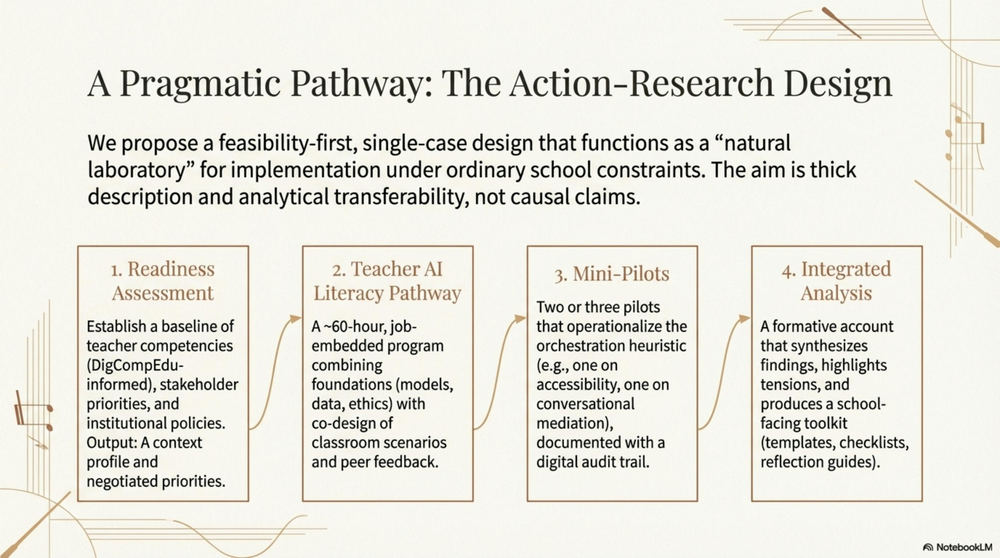 A Pragmatic Pathway: The Action-Research Design
We propose a feasibility-first, single-case design that functions as a “natural
laboratory” for implementation under ordinary school constraints. The aim is thick
description and analytical transferability, not causal claims.
1. Readiness
Assessment
Establish a baseline of
teacher competencies
(DigCompEdu-
informed), stakeholder
priorities, and
institutional policies.
Output: A context
profile and
negotiated priorities.
2. Teacher AI
Literacy Pathway
A ~60-hour, job-
embedded program
combining
foundations (models,
data, ethics) with
co-design of
classroom scenarios
and peer feedback.
3. Mini-Pilots
Two or three pilots
that operationalize the
orchestration heuristic
(e.g., one on
accessibility, one on
conversational
mediation),
documented with a
digital audit trail.
4. Integrated
Analysis
A formative account
that synthesizes
findings, highlights
tensions, and
produces a school-
facing toolkit
(templates, checklists,
reflection guides).
NotebookLM